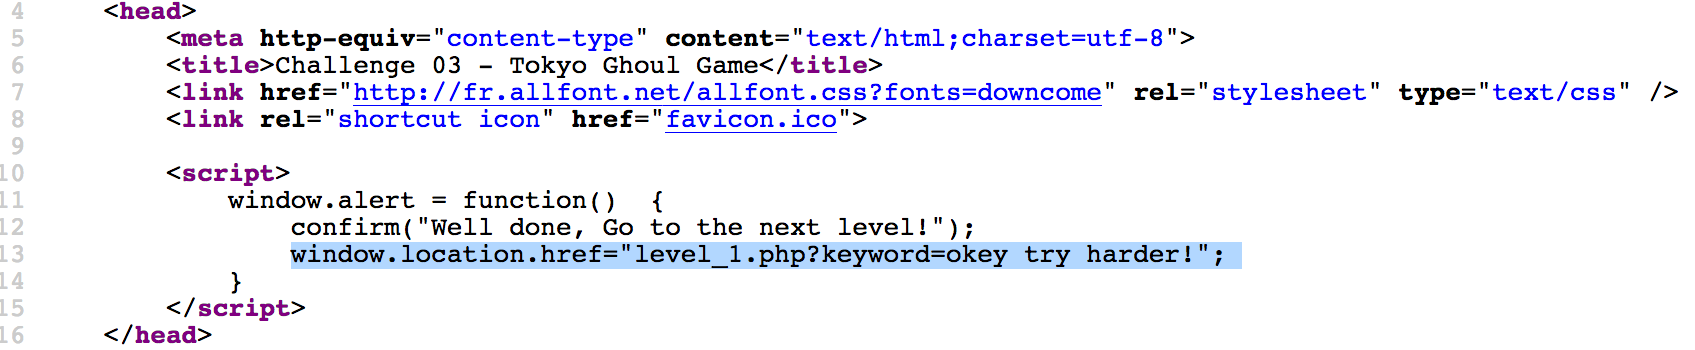 4 <head>
5 <meta http-equiv="content-type" content="text/html;charset=utf-8">
6 <title>Challenge 03 - Tokyo Ghoul Game</title>
7 <link href="http://fr.allfont.net/allfont.css?fonts=downcome" rel="stylesheet" type="text/css" />
8 <link rel="shortcut icon" href="favicon.ico">
9
10 <script>
11 window.alert = function()  {
12 confirm("Well done, Go to the next level!");
13 window.location.href="level_1.php?keyword=okey try harder!";
14 }
15 </script>
16 </head>